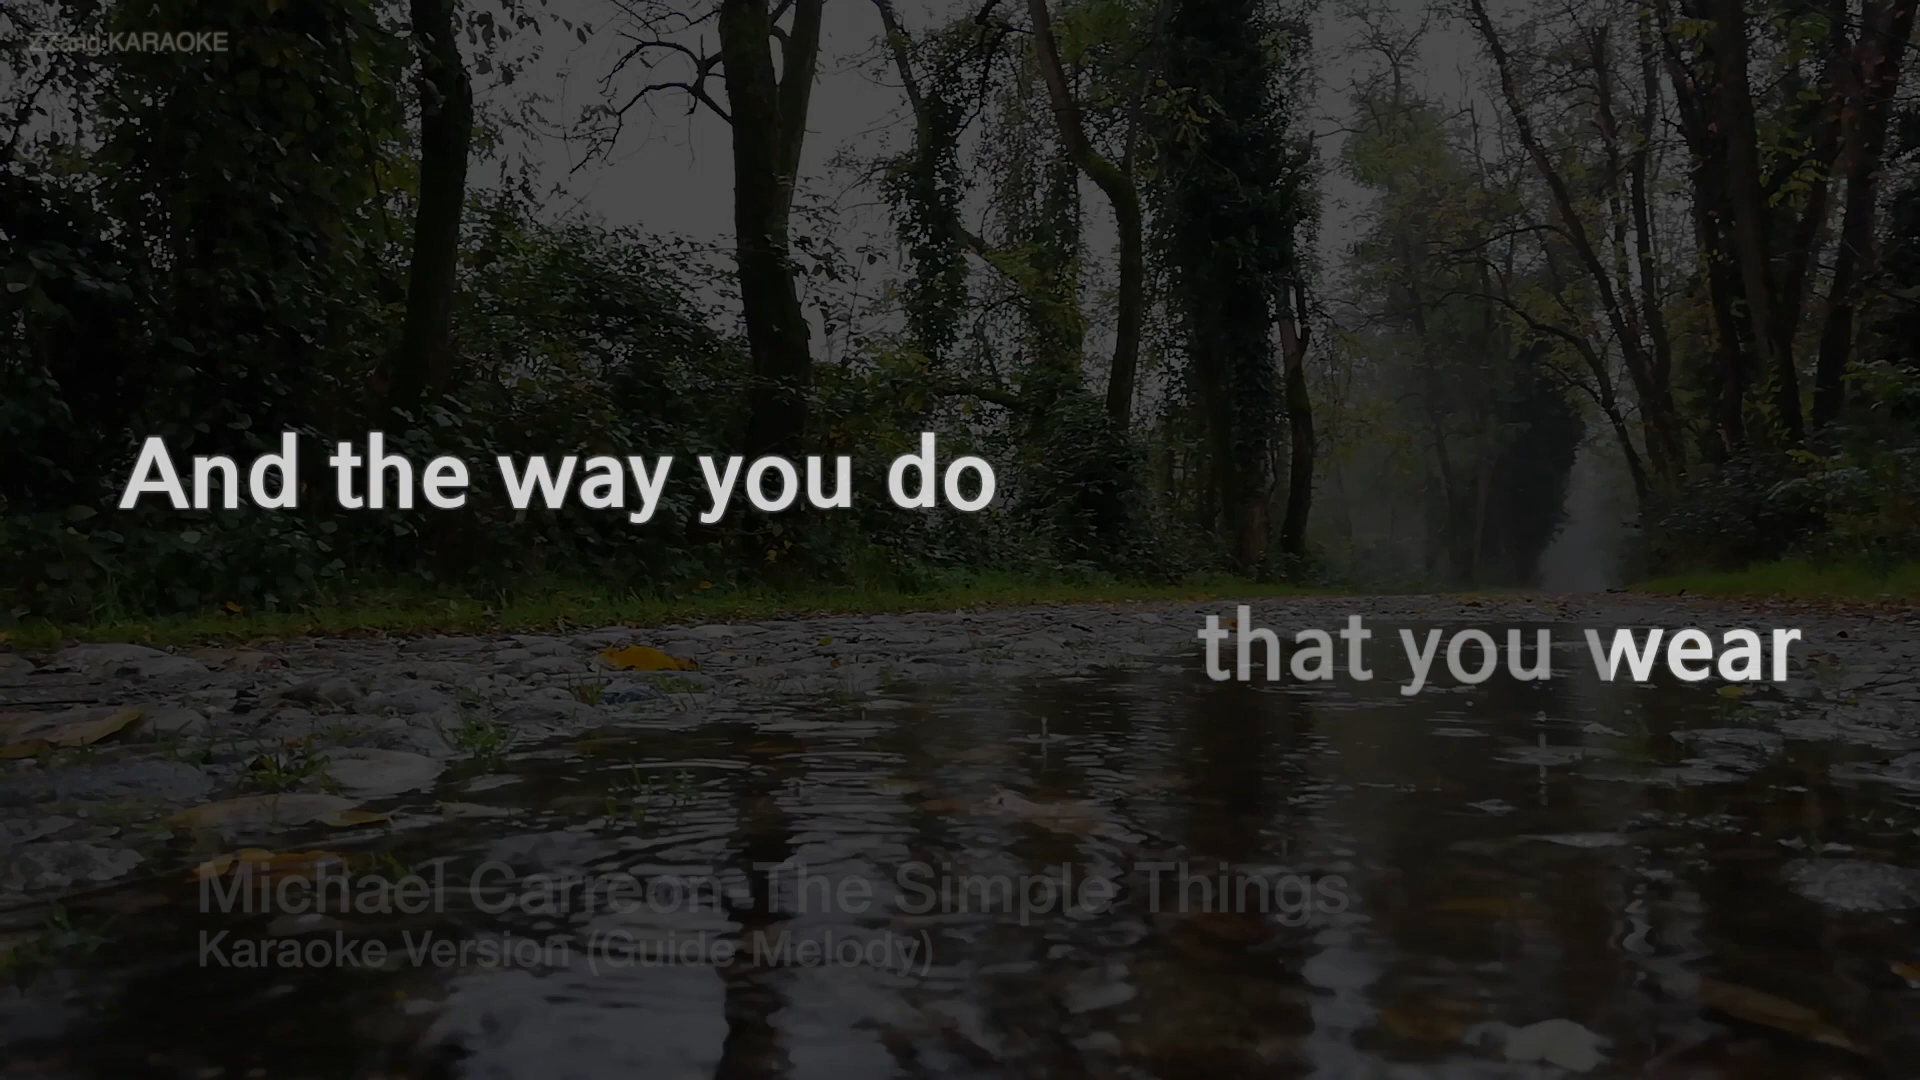 ZZang KARAOKE
And the way you do
that you wear
Michael Carreon-The Simple Things
Karaoke Version (Guide Melody)